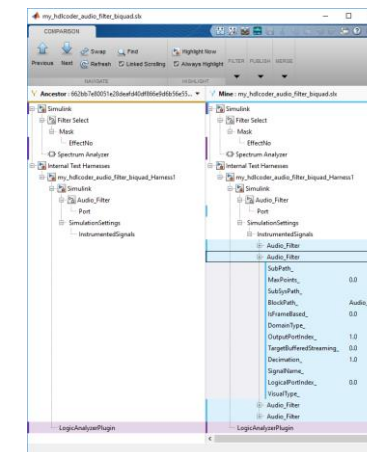 my_hdlcoder_audio_filter_biquad.slx
COMPARISON
Previous Next Swap Find Highlight Now
Refresh Linked Scrolling Always Highlight
FILTER PUBLISH MERGE
NAVIGATE HIGHLIGHT
Mine : my_hdlcoder_audio_filter_biquad.slx
Simulink
Filter Select
Mask
EffectNo
Spectrum Analyzer
Internal Test Harnesses
my_hdlcoder_audio_filter_biquad_Harness1
Simulink
Audio_Filter
Port
SimulationSettings
InstrumentedSignals
LogicAnalyzerPlugin
Simulink
Filter Select
Mask
EffectNo
Spectrum Analyzer
Internal Test Harnesses
my_hdlcoder_audio_filter_biquad_Harness1
Simulink
Audio_Filter
Port
SimulationSettings
InstrumentedSignals
Audio_Filter
Audio_Filter
SubPath_
MaxPoints_ 0.0
SubSysPath_
BlockPath_ Audio_
IsFrameBased_ 0.0
DomainType_
OutputPortIndex_ 1.0
TargetBufferedStreaming_ 0.0
Decimation_ 1.0
SignalName_
LogicalPortIndex_ 0.0
VisualType_
Audio_Filter
Audio_Filter
LogicAnalyzerPlugin